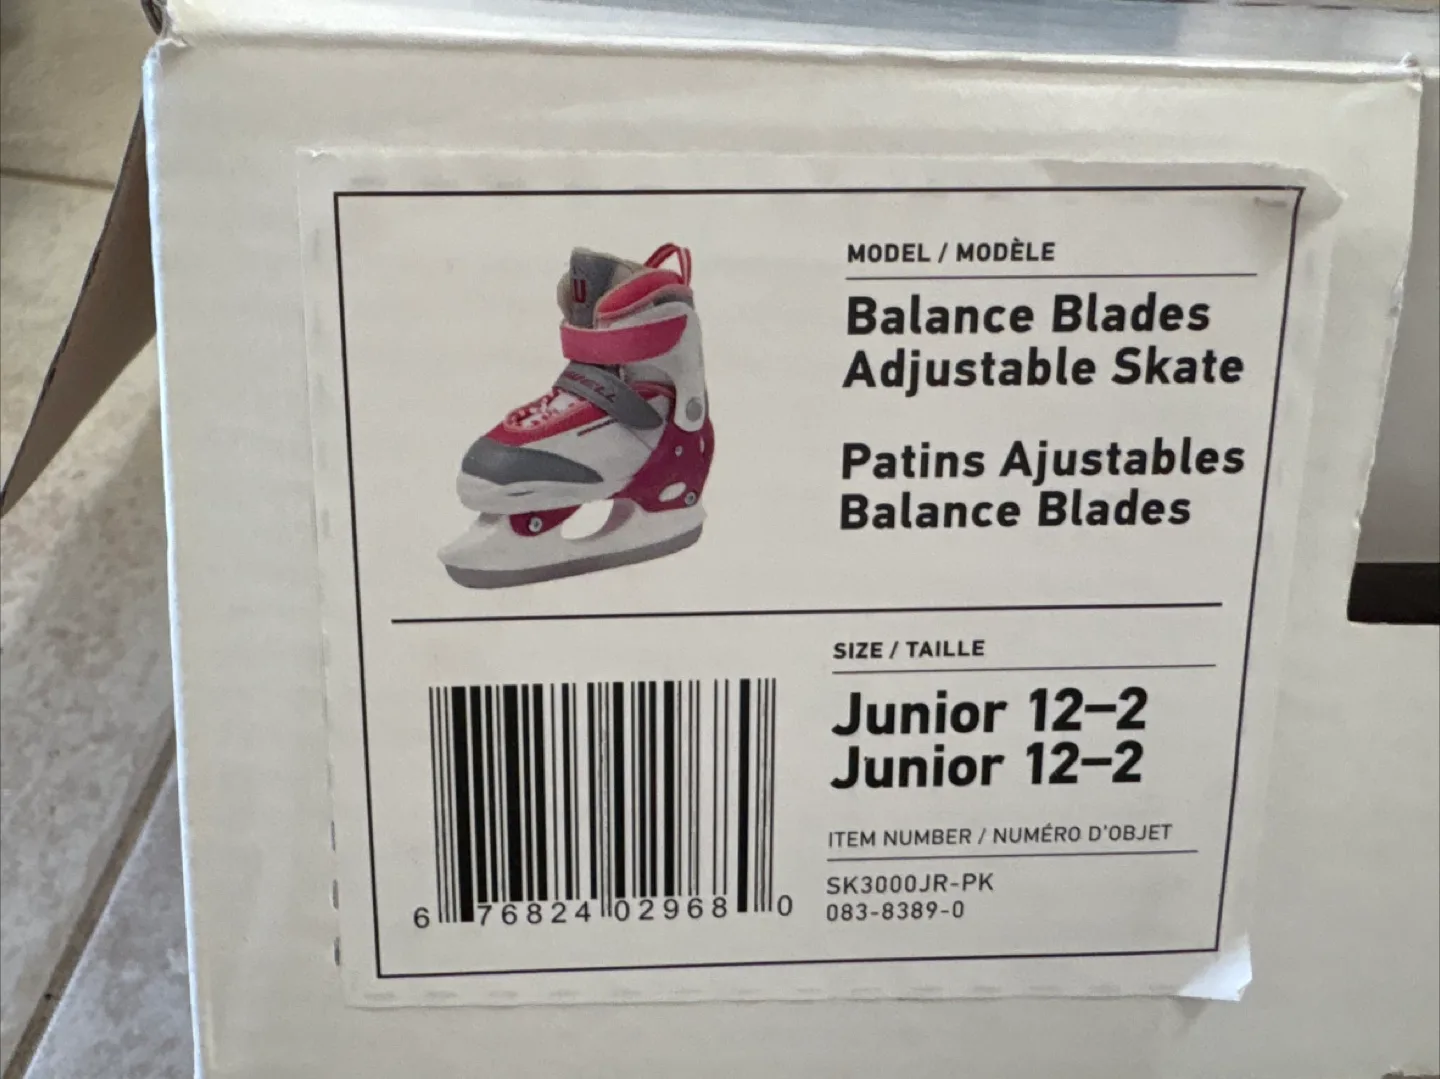 U
MODEL / MODÈLE
Balance Blades
Adjustable Skate
Patins Ajustables
Balance Blades
SIZE / TAILLE
Junior 12–2
Junior 12–2
ITEM NUMBER / NUMÉRO D'OBJET
SK3000JR-PK
083-8389-0
6 76824 02968 0